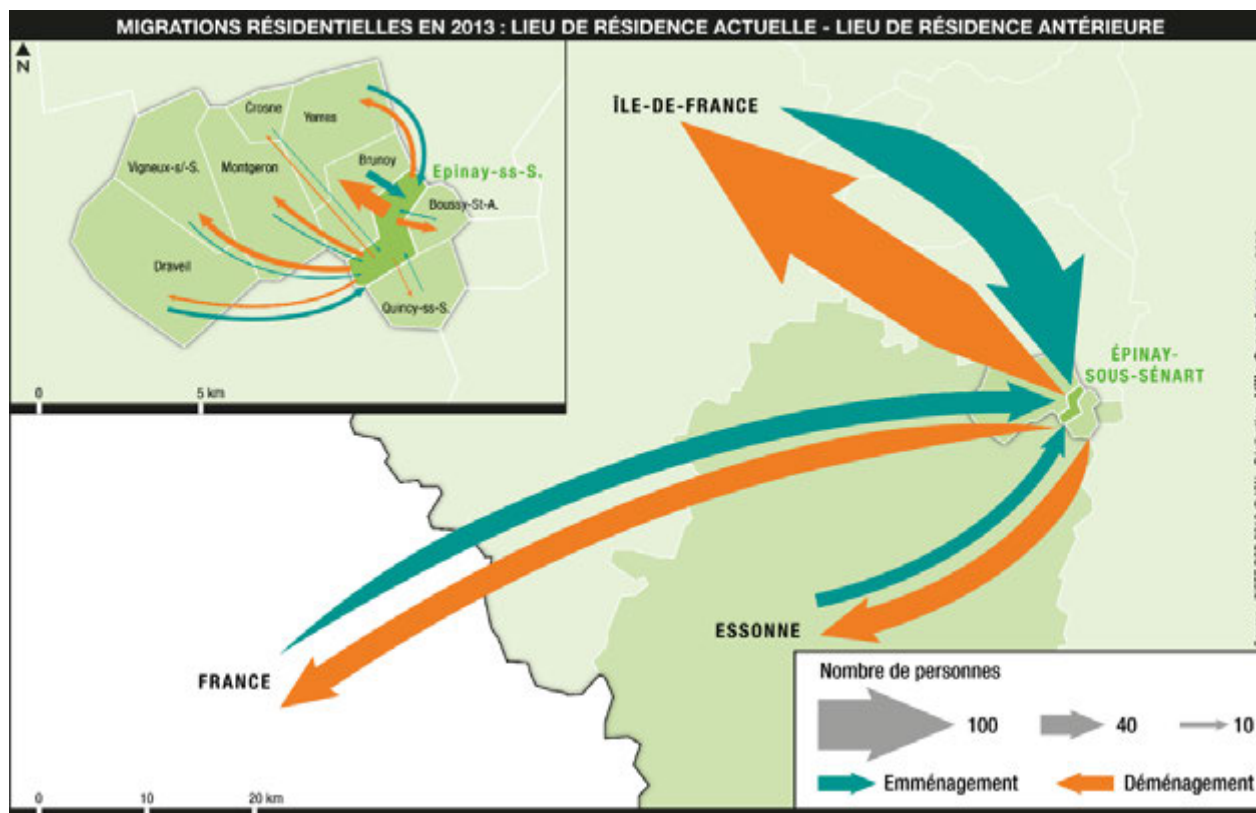 MIGRATIONS RÉSIDENTIELLES EN 2013 : LIEU DE RÉSIDENCE ACTUELLE - LIEU DE RÉSIDENCE ANTÉRIEURE
N
Crosne
Yerres
Vigneux-s/-S.
Montgeron
Brunoy
Epinay-ss-S.
Boussy-St-A.
Draveil
Quincy-ss-S.
0 5 km
ÎLE-DE-FRANCE
ÉPINAY-
SOUS-SÉNART
ESSONNE
FRANCE
Nombre de personnes
100 40 10
Emménagement Déménagement
0 10 20 km